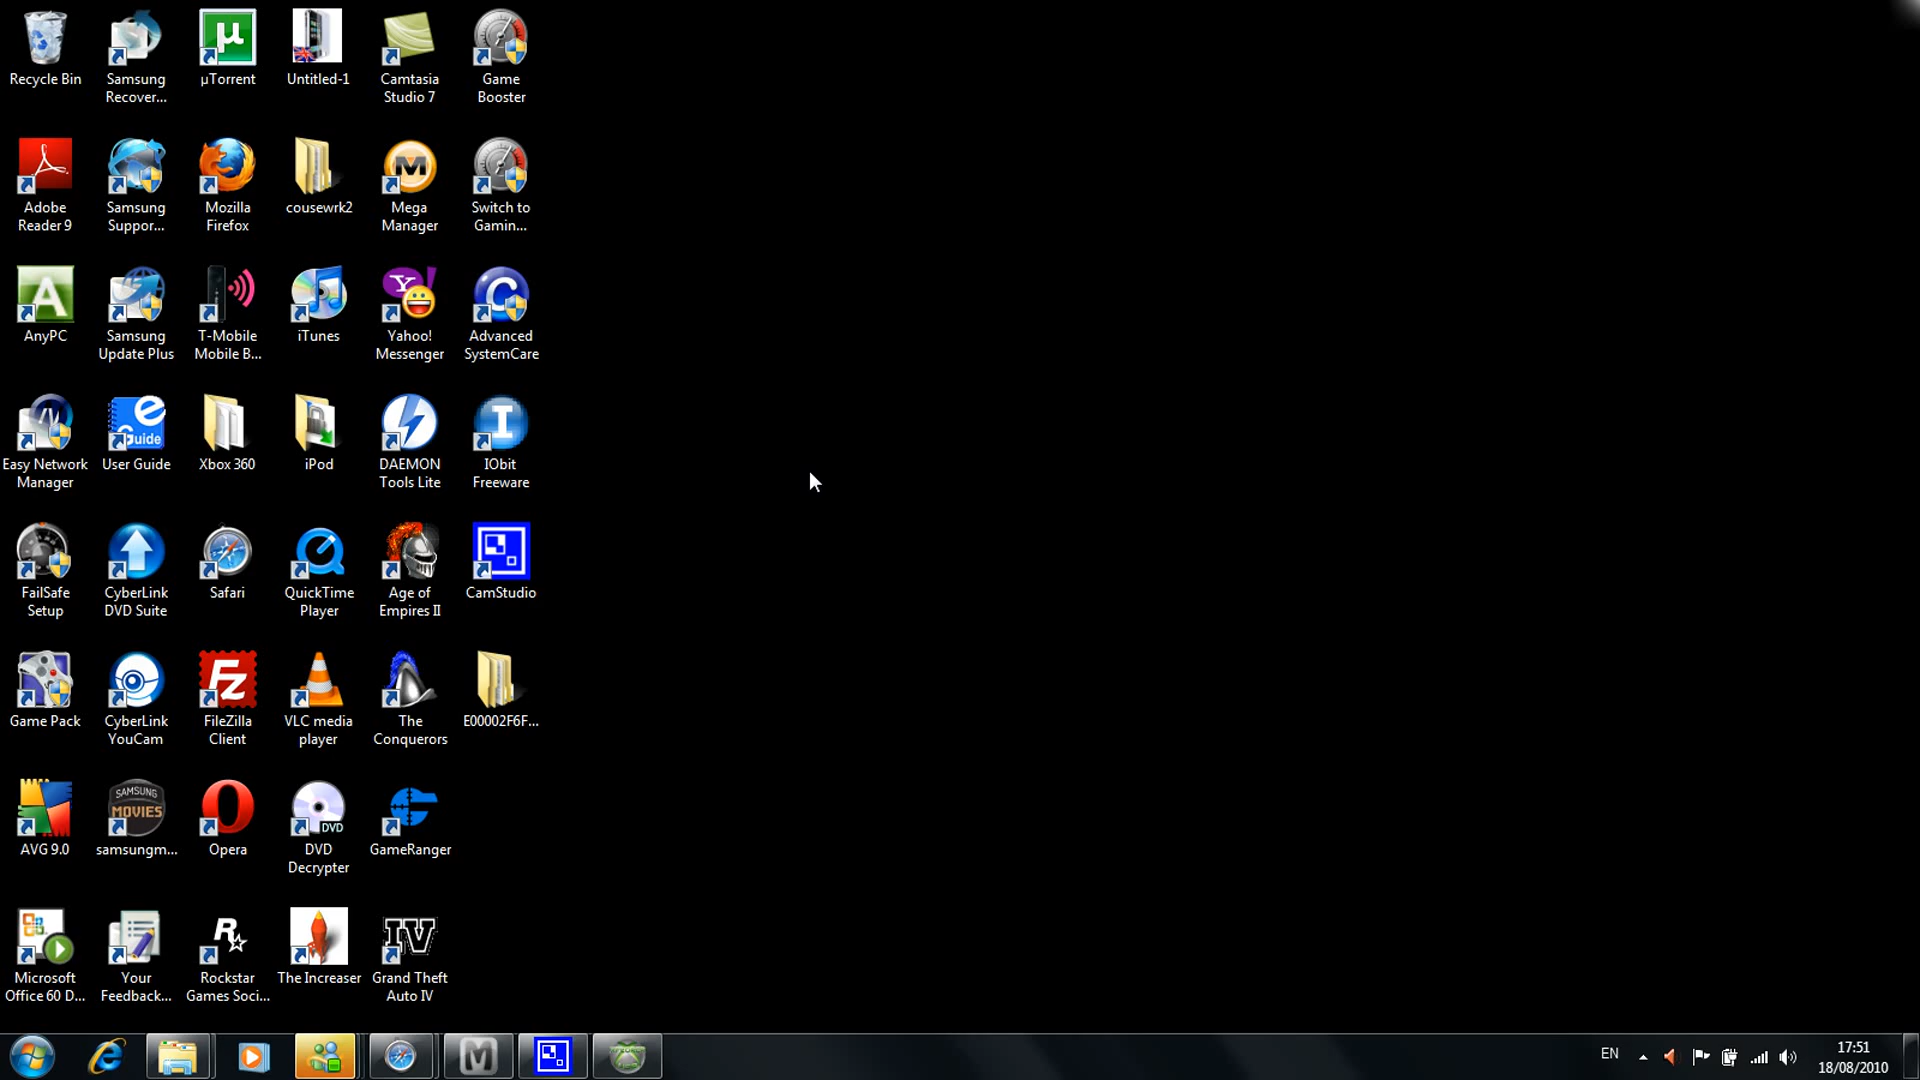 Recycle Bin
Samsung
Recover...
µTorrent
Untitled-1
Camtasia
Studio 7
Game
Booster
Adobe
Reader 9
Samsung
Suppor...
Mozilla
Firefox
cousewrk2
Mega
Manager
Switch to
Gamin...
AnyPC
Samsung
Update Plus
T-Mobile
Mobile B...
iTunes
Yahoo!
Messenger
Advanced
SystemCare
Easy Network
Manager
Guide
User Guide
Xbox 360
iPod
DAEMON
Tools Lite
IObit
Freeware
FailSafe
Setup
CyberLink
DVD Suite
Safari
QuickTime
Player
Age of
Empires II
CamStudio
Game Pack
CyberLink
YouCam
FileZilla
Client
VLC media
player
The
Conquerors
E00002F6F...
AVG 9.0
SAMSUNG
MOVIES
samsungm...
Opera
DVD
DVD
Decrypter
GameRanger
Microsoft
Office 60 D...
Your
Feedback...
Rockstar
Games Soci...
The Increaser
IV
Grand Theft
Auto IV
EN
17:51
18/08/2010